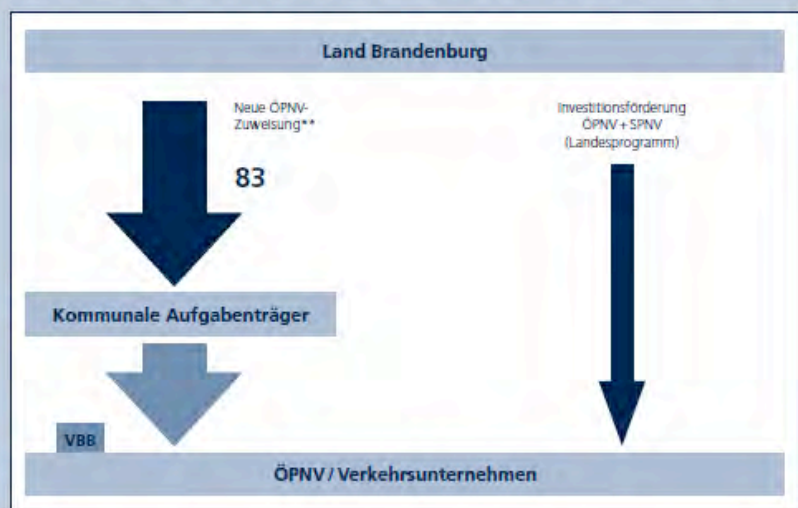 Land Brandenburg
Neue ÖPNV-
Zuweisung**
83
Investitionsförderung
ÖPNV + SPNV
(Landesprogramm)
Kommunale Aufgabenträger
VBB
ÖPNV / Verkehrsunternehmen